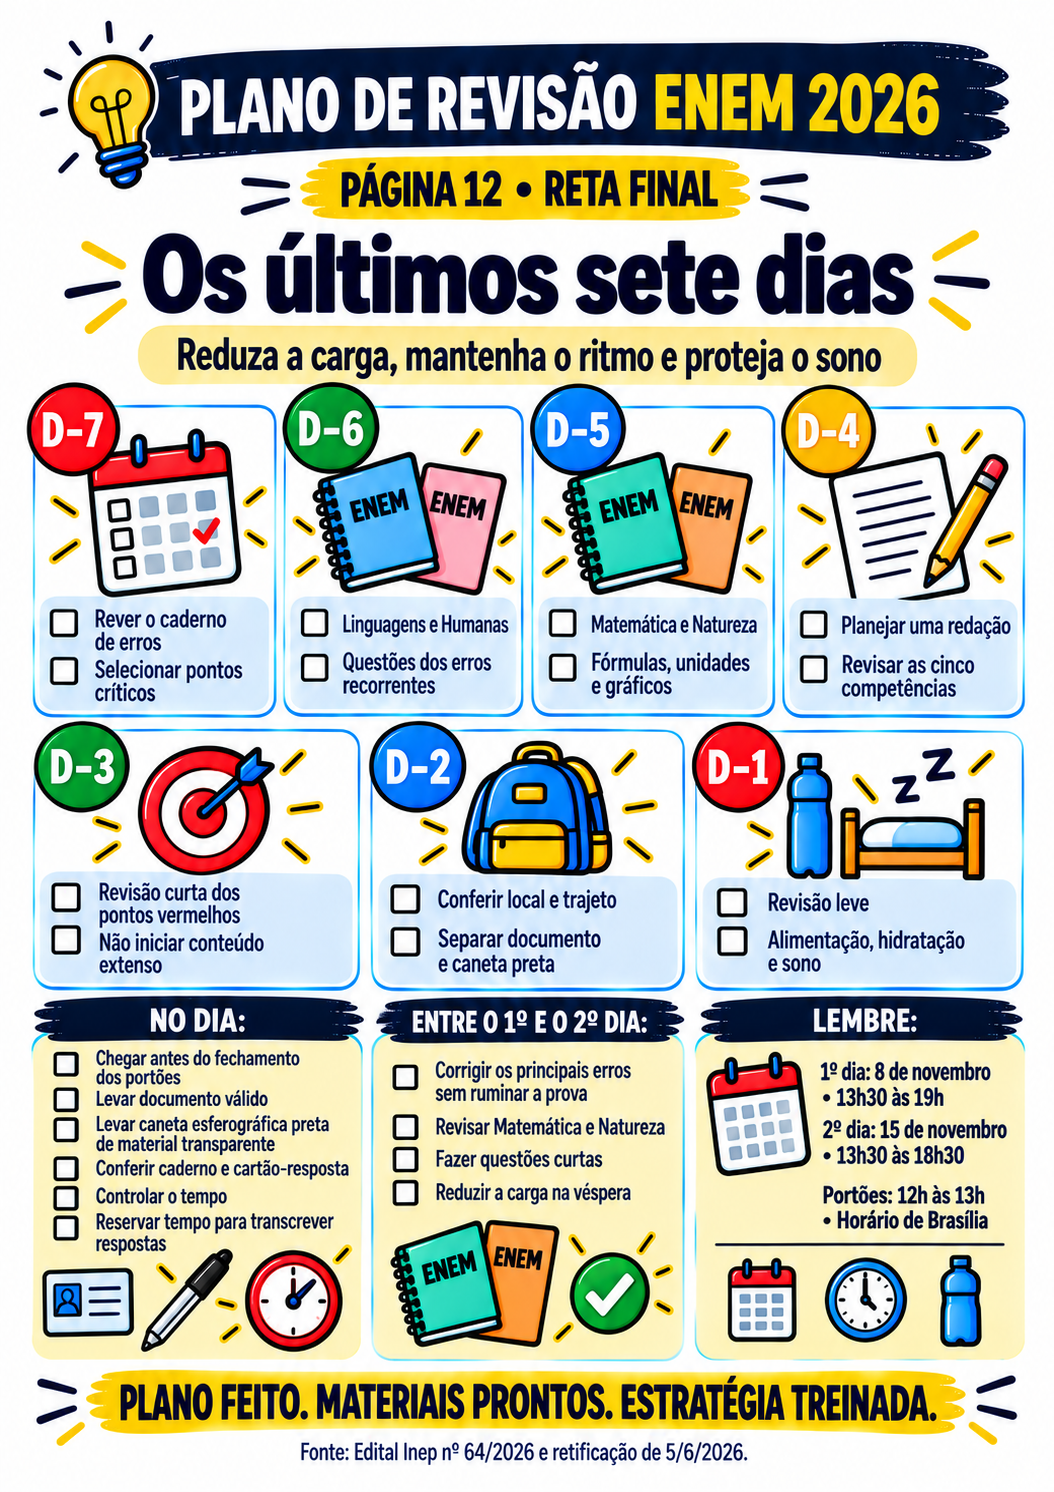 PLANO DE REVISÃO ENEM 2026
PÁGINA 12 • RETA FINAL
Os últimos sete dias
Reduza a carga, mantenha o ritmo e proteja o sono
D-7
Rever o caderno
de erros
Selecionar pontos
críticos
D-6
ENEM
ENEM
Linguagens e Humanas
Questões dos erros
recorrentes
D-5
ENEM
ENEM
Matemática e Natureza
Fórmulas, unidades
e gráficos
D-4
Planejar uma redação
Revisar as cinco
competências
D-3
Revisão curta dos
pontos vermelhos
Não iniciar conteúdo
extenso
D-2
Conferir local e trajeto
Separar documento
e caneta preta
D-1
z Z
Revisão leve
Alimentação, hidratação
e sono
NO DIA:
Chegar antes do fechamento
dos portões
Levar documento válido
Levar caneta esferográfica preta
de material transparente
Conferir caderno e cartão-resposta
Controlar o tempo
Reservar tempo para transcrever
respostas
ENTRE O 1º E O 2º DIA:
Corrigir os principais erros
sem ruminar a prova
Revisar Matemática e Natureza
Fazer questões curtas
Reduzir a carga na véspera
ENEM
ENEM
LEMBRE:
1º dia: 8 de novembro
• 13h30 às 19h
2º dia: 15 de novembro
• 13h30 às 18h30
Portões: 12h às 13h
• Horário de Brasília
PLANO FEITO. MATERIAIS PRONTOS. ESTRATÉGIA TREINADA.
Fonte: Edital Inep nº 64/2026 e retificação de 5/6/2026.